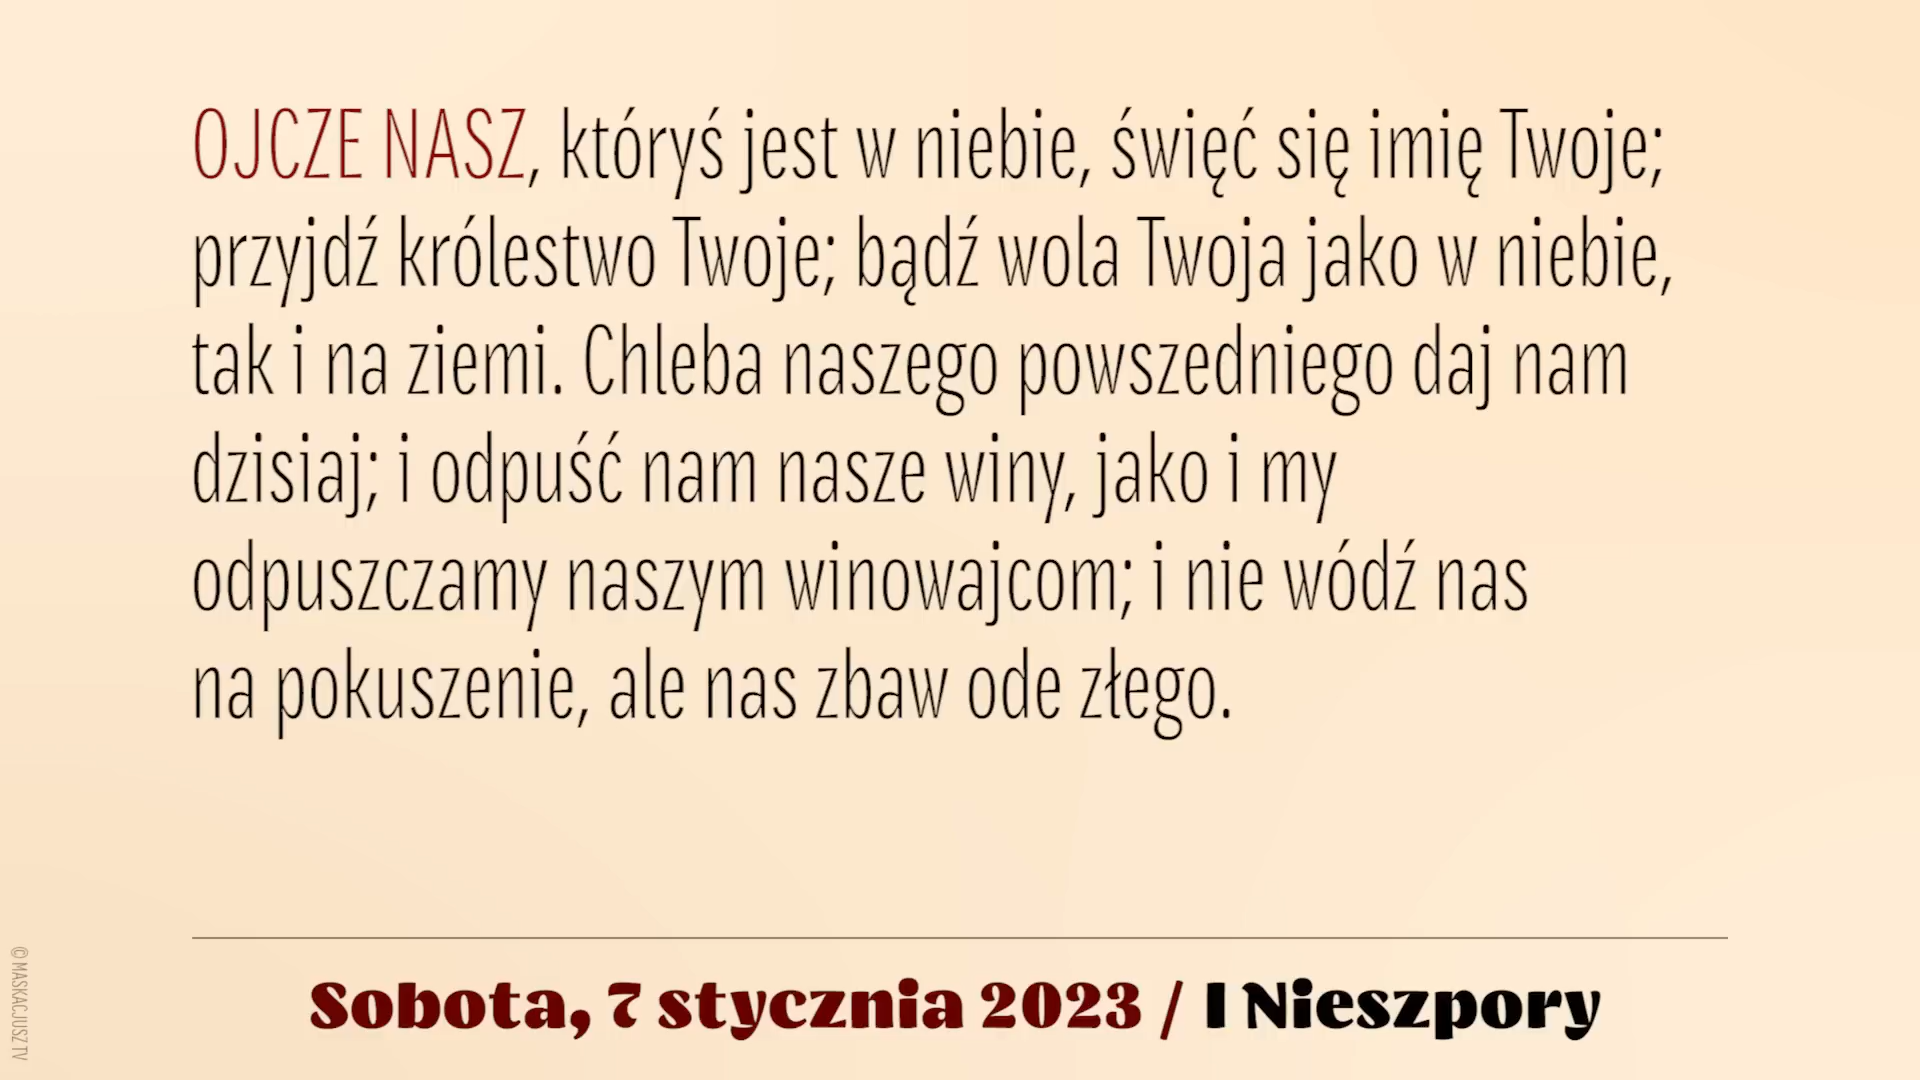 OJCZE NASZ, któryś jest w niebie, święć się imię Twoje;
przyjdź królestwo Twoje; bądź wola Twoja jako w niebie,
tak i na ziemi. Chleba naszego powszedniego daj nam
dzisiaj; i odpuść nam nasze winy, jako i my
odpuszczamy naszym winowajcom; i nie wódź nas
na pokuszenie, ale nas zbaw ode złego.
Sobota, 7 stycznia 2023 / I Nieszpory
© MASKACJUSZ TV